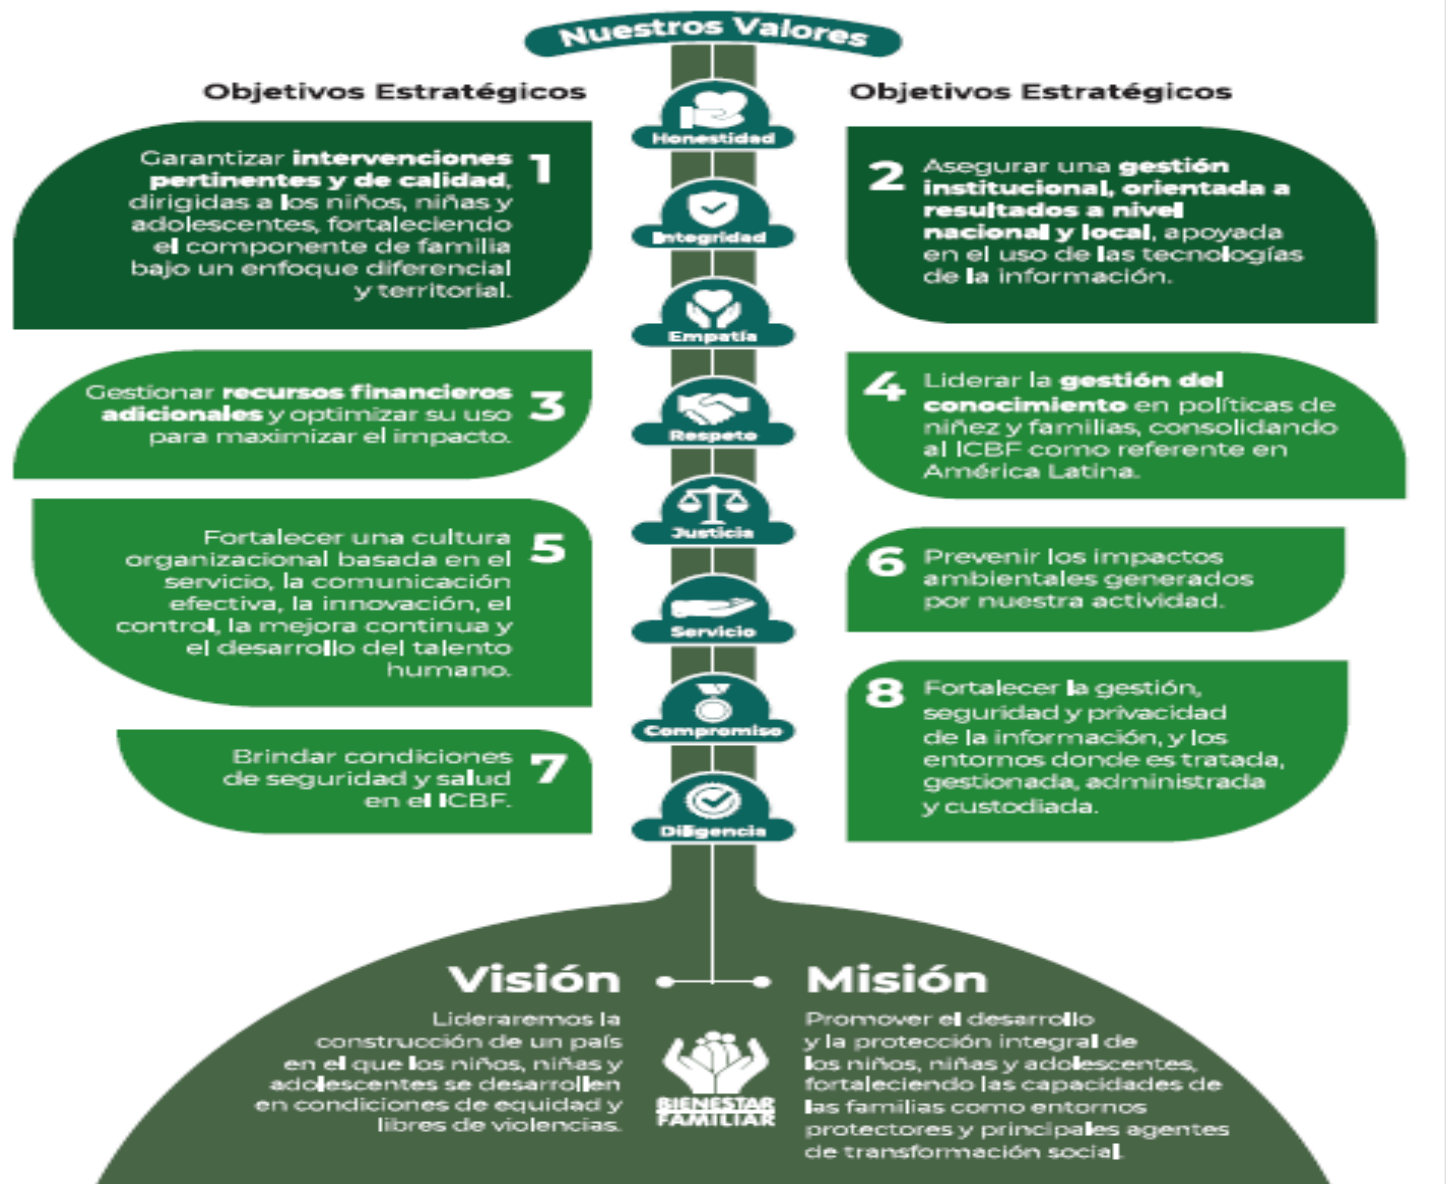 Nuestros Valores
Objetivos Estratégicos
1
Garantizar intervenciones
pertinentes y de calidad,
dirigidas a los niños, niñas y
adolescentes, fortaleciendo
el componente de familia
bajo un enfoque diferencial
y territorial.
3
Gestionar recursos financieros
adicionales y optimizar su uso
para maximizar el impacto.
5
Fortalecer una cultura
organizacional basada en el
servicio, la comunicación
efectiva, la innovación, el
control, la mejora continua y
el desarrollo del talento
humano.
7
Brindar condiciones
de seguridad y salud
en el ICBF.
Honestidad
Integridad
Empatía
Respeto
Justicia
Servicio
Compromiso
Diligencia
Objetivos Estratégicos
2
Asegurar una gestión
institucional, orientada a
resultados a nivel
nacional y local, apoyada
en el uso de las tecnologías
de la información.
4
Liderar la gestión del
conocimiento en políticas de
niñez y familias, consolidando
al ICBF como referente en
América Latina.
6
Prevenir los impactos
ambientales generados
por nuestra actividad.
8
Fortalecer la gestión,
seguridad y privacidad
de la información, y los
entornos donde es tratada,
gestionada, administrada
y custodiada.
Visión
Lideraremos la
construcción de un país
en el que los niños, niñas y
adolescentes se desarrollen
en condiciones de equidad y
libres de violencias.
BIENESTAR
FAMILIAR
Misión
Promover el desarrollo
y la protección integral de
los niños, niñas y adolescentes,
fortaleciendo las capacidades de
las familias como entornos
protectores y principales agentes
de transformación social.